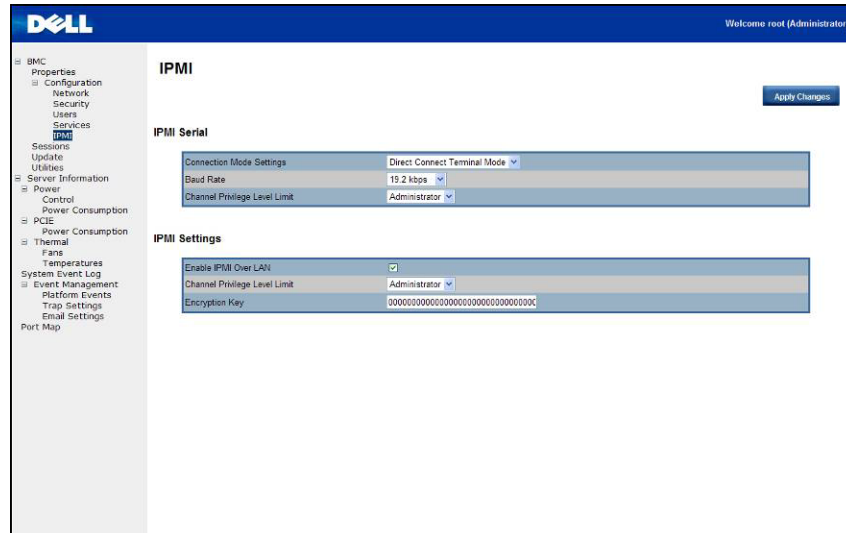 DELL
Welcome root (Administrator
BMC
Properties
Configuration
Network
Security
Users
Services
IPMI
Sessions
Update
Utilities
Server Information
Power
Control
Power Consumption
PCIE
Power Consumption
Thermal
Fans
Temperatures
System Event Log
Event Management
Platform Events
Trap Settings
Email Settings
Port Map
IPMI
Apply Changes
IPMI Serial
Connection Mode Settings Direct Connect Terminal Mode
Baud Rate 19.2 kbps
Channel Privilege Level Limit Administrator
IPMI Settings
Enable IPMI Over LAN
Channel Privilege Level Limit Administrator
Encryption Key